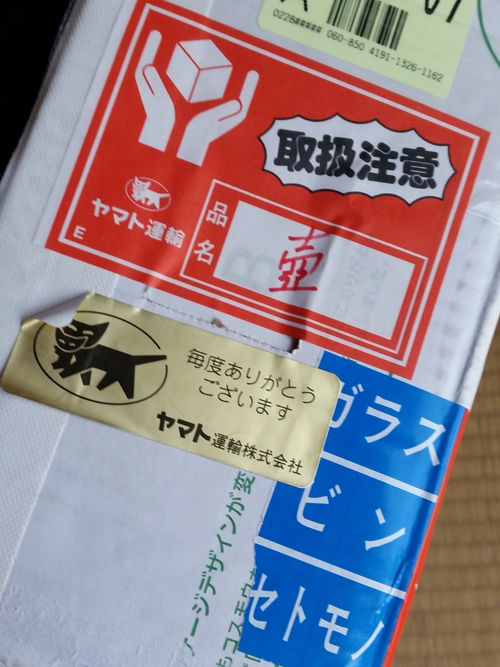 0228##### 060-850 4191-1326-1162
取扱注意
ヤマト運輸
品名
壺
E
毎度ありがとう
ございます
ヤマト運輸株式会社
ガラス
ビン
セトモノ
ージデザインが変